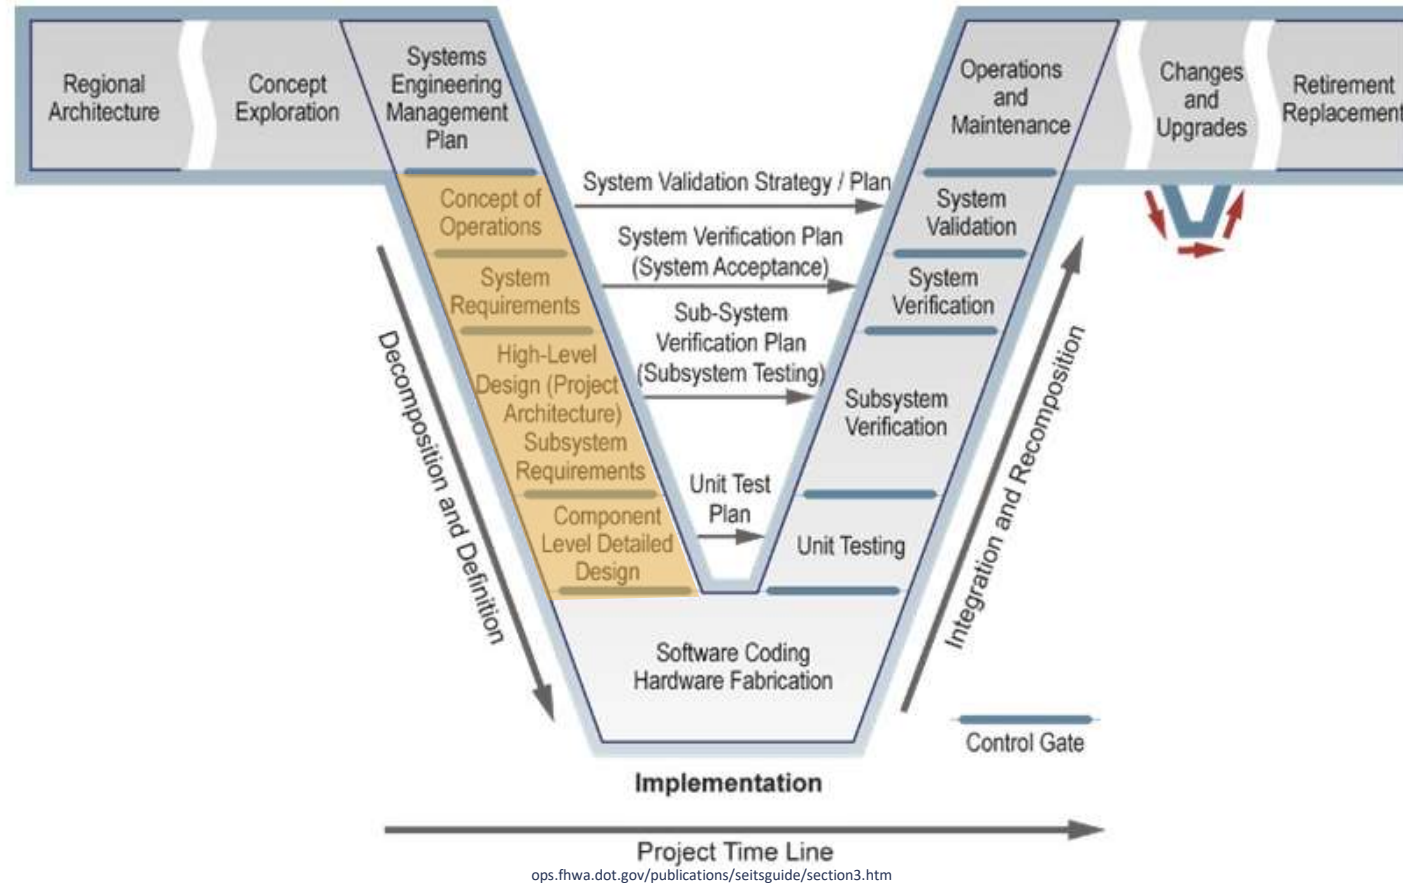 Regional
Architecture
Concept
Exploration
Systems
Engineering
Management
Plan
Operations
and
Maintenance
Changes
and
Upgrades
Retirement
Replacement
Concept of
Operations
System
Requirements
High-Level
Design (Project
Architecture)
Subsystem
Requirements
Component
Level Detailed
Design
System Validation Strategy / Plan
System Verification Plan
(System Acceptance)
Sub-System
Verification Plan
(Subsystem Testing)
Unit Test
Plan
System
Validation
System
Verification
Subsystem
Verification
Unit Testing
Decomposition and Definition
Integration and Recomposition
Software Coding
Hardware Fabrication
Control Gate
Implementation
Project Time Line
ops.fhwa.dot.gov/publications/seitsguide/section3.htm